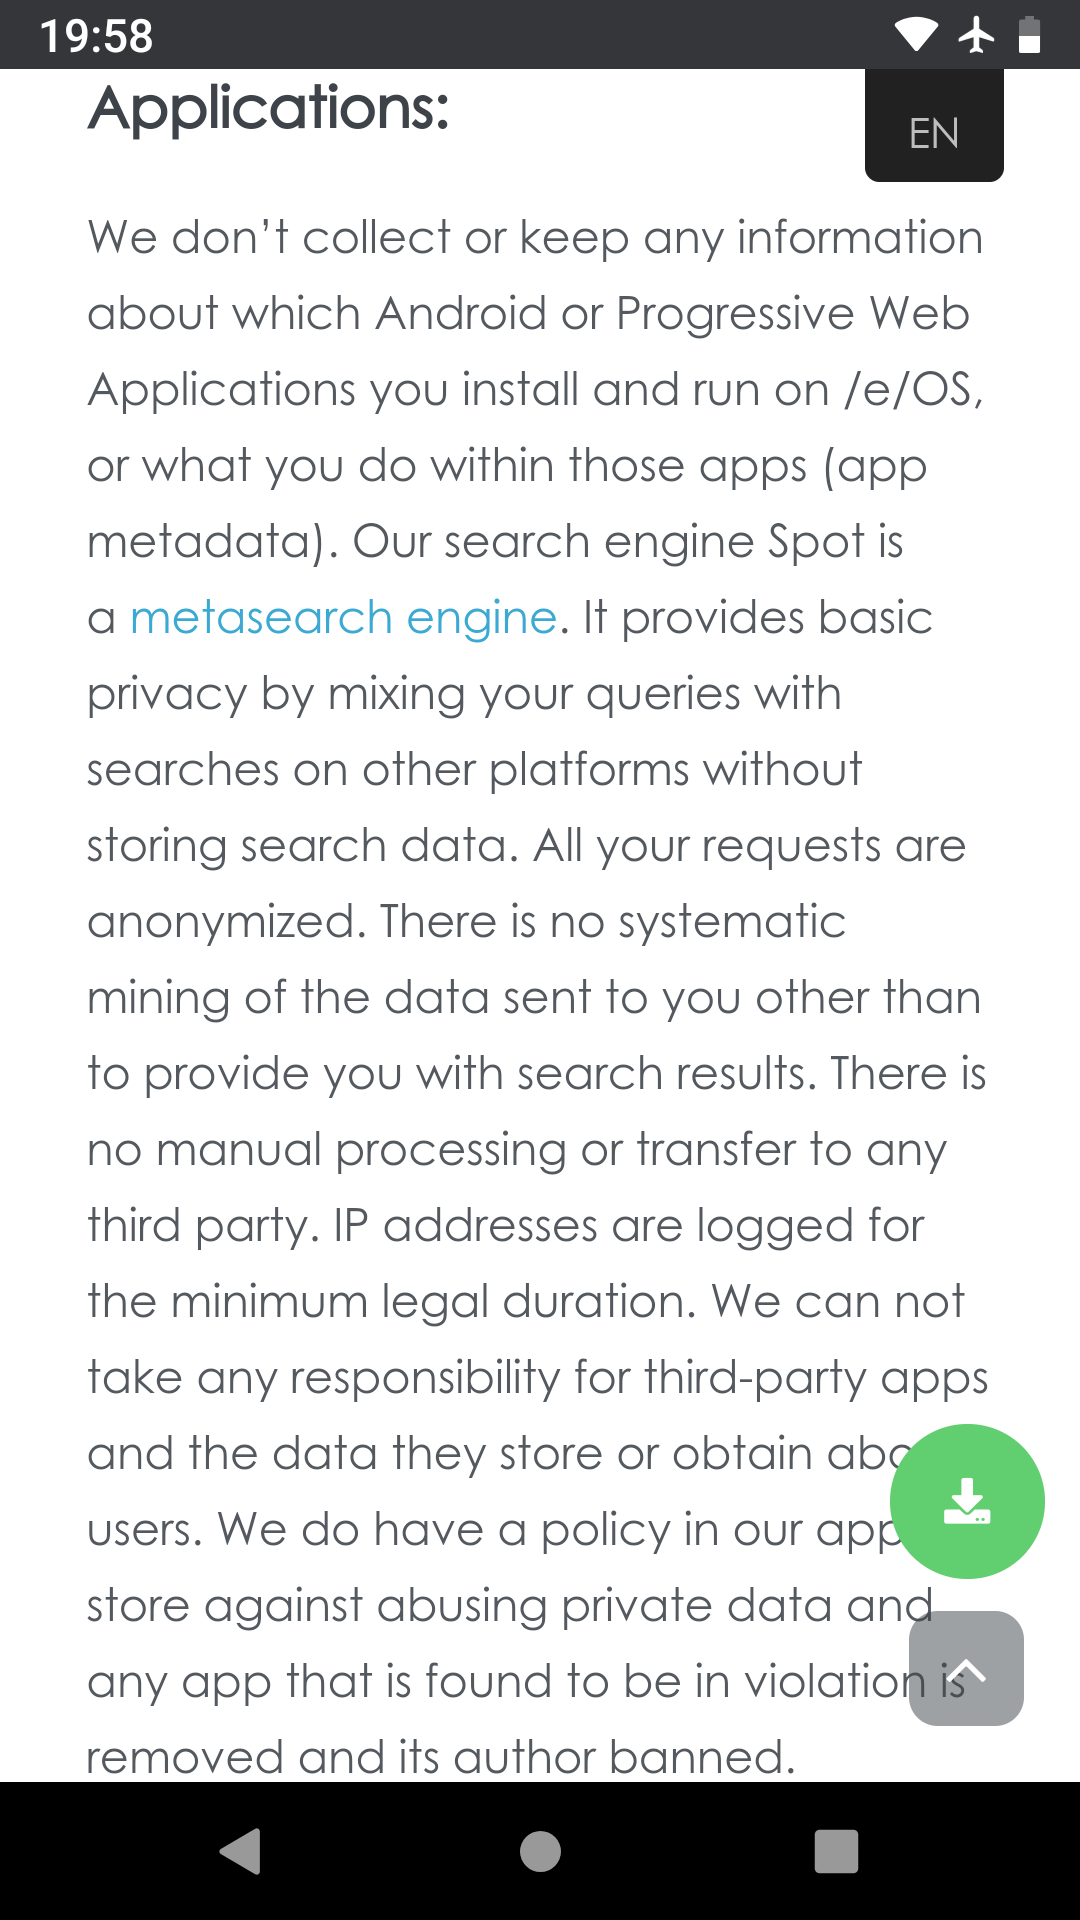 19:58
Applications:
EN
We don’t collect or keep any information
about which Android or Progressive Web
Applications you install and run on /e/OS,
or what you do within those apps (app
metadata). Our search engine Spot is
a metasearch engine. It provides basic
privacy by mixing your queries with
searches on other platforms without
storing search data. All your requests are
anonymized. There is no systematic
mining of the data sent to you other than
to provide you with search results. There is
no manual processing or transfer to any
third party. IP addresses are logged for
the minimum legal duration. We can not
take any responsibility for third-party apps
and the data they store or obtain
users. We do have a policy in our app
store against abusing private data and
any app that is found to be in violation is
removed and its author banned.